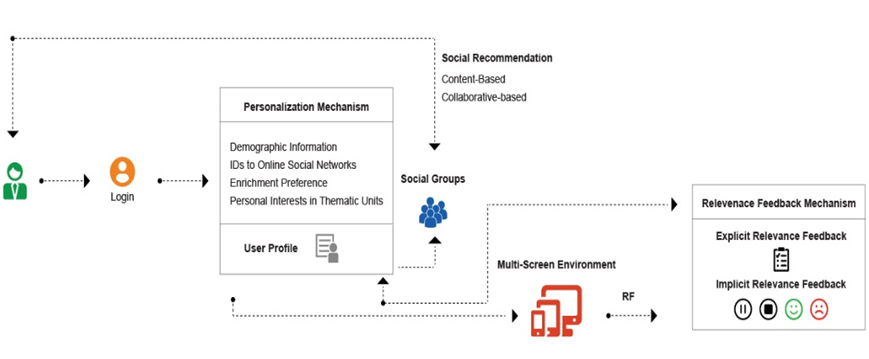 Social Recommendation
Content-Based
Collaborative-based
Personalization Mechanism
Demographic Information
IDs to Online Social Networks
Enrichment Preference
Personal Interests in Thematic Units
User Profile
Login
Social Groups
Multi-Screen Environment
RF
Relevenace Feedback Mechanism
Explicit Relevance Feedback
Implicit Relevance Feedback